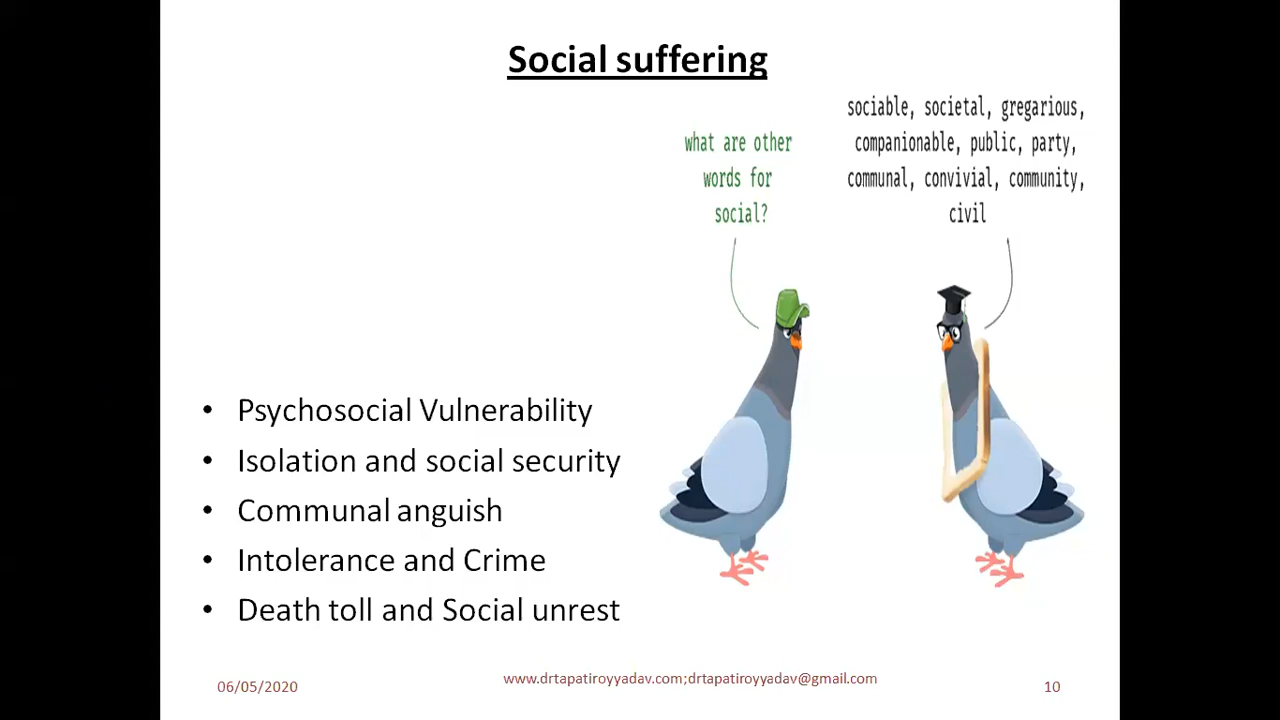 Social suffering
what are other
words for
social?
sociable, societal, gregarious,
companionable, public, party,
communal, convivial, community,
civil
• Psychosocial Vulnerability
• Isolation and social security
• Communal anguish
• Intolerance and Crime
• Death toll and Social unrest
06/05/2020
www.drtapatiroyyadav.com;drtapatiroyyadav@gmail.com
10